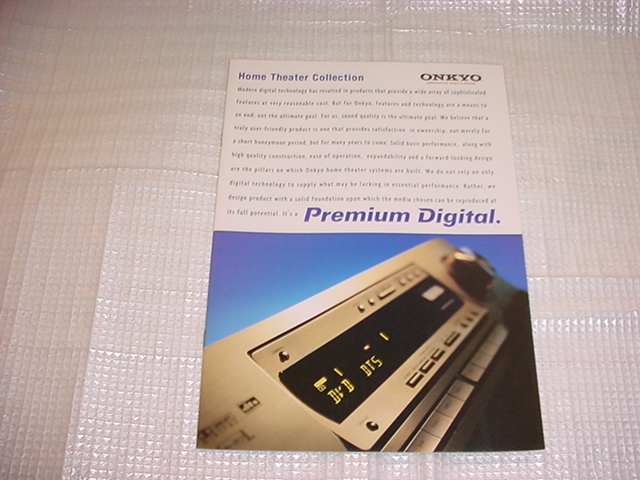 Home Theater Collection
ONKYO
Modern digital technology has resulted in products that provide a wide array of sophisticated
features at very reasonable cost. But for Onkyo, features and technology are a means to
an end, not the ultimate goal. For us, sound quality is the ultimate goal. We believe that a
truly user-friendly product is one that provides satisfaction in ownership, not merely for
a short honeymoon period, but for many years to come. Solid basic performance, along with
high quality construction, ease of operation, expandability and a forward-looking design
are the pillars on which Onkyo home theater systems are built. We do not rely on only
digital technology to supply what may be lacking in essential performance. Rather, we
design product with a solid foundation upon which the media chosen can be reproduced at
its full potential. It's a Premium Digital.
DVD DTS
dts